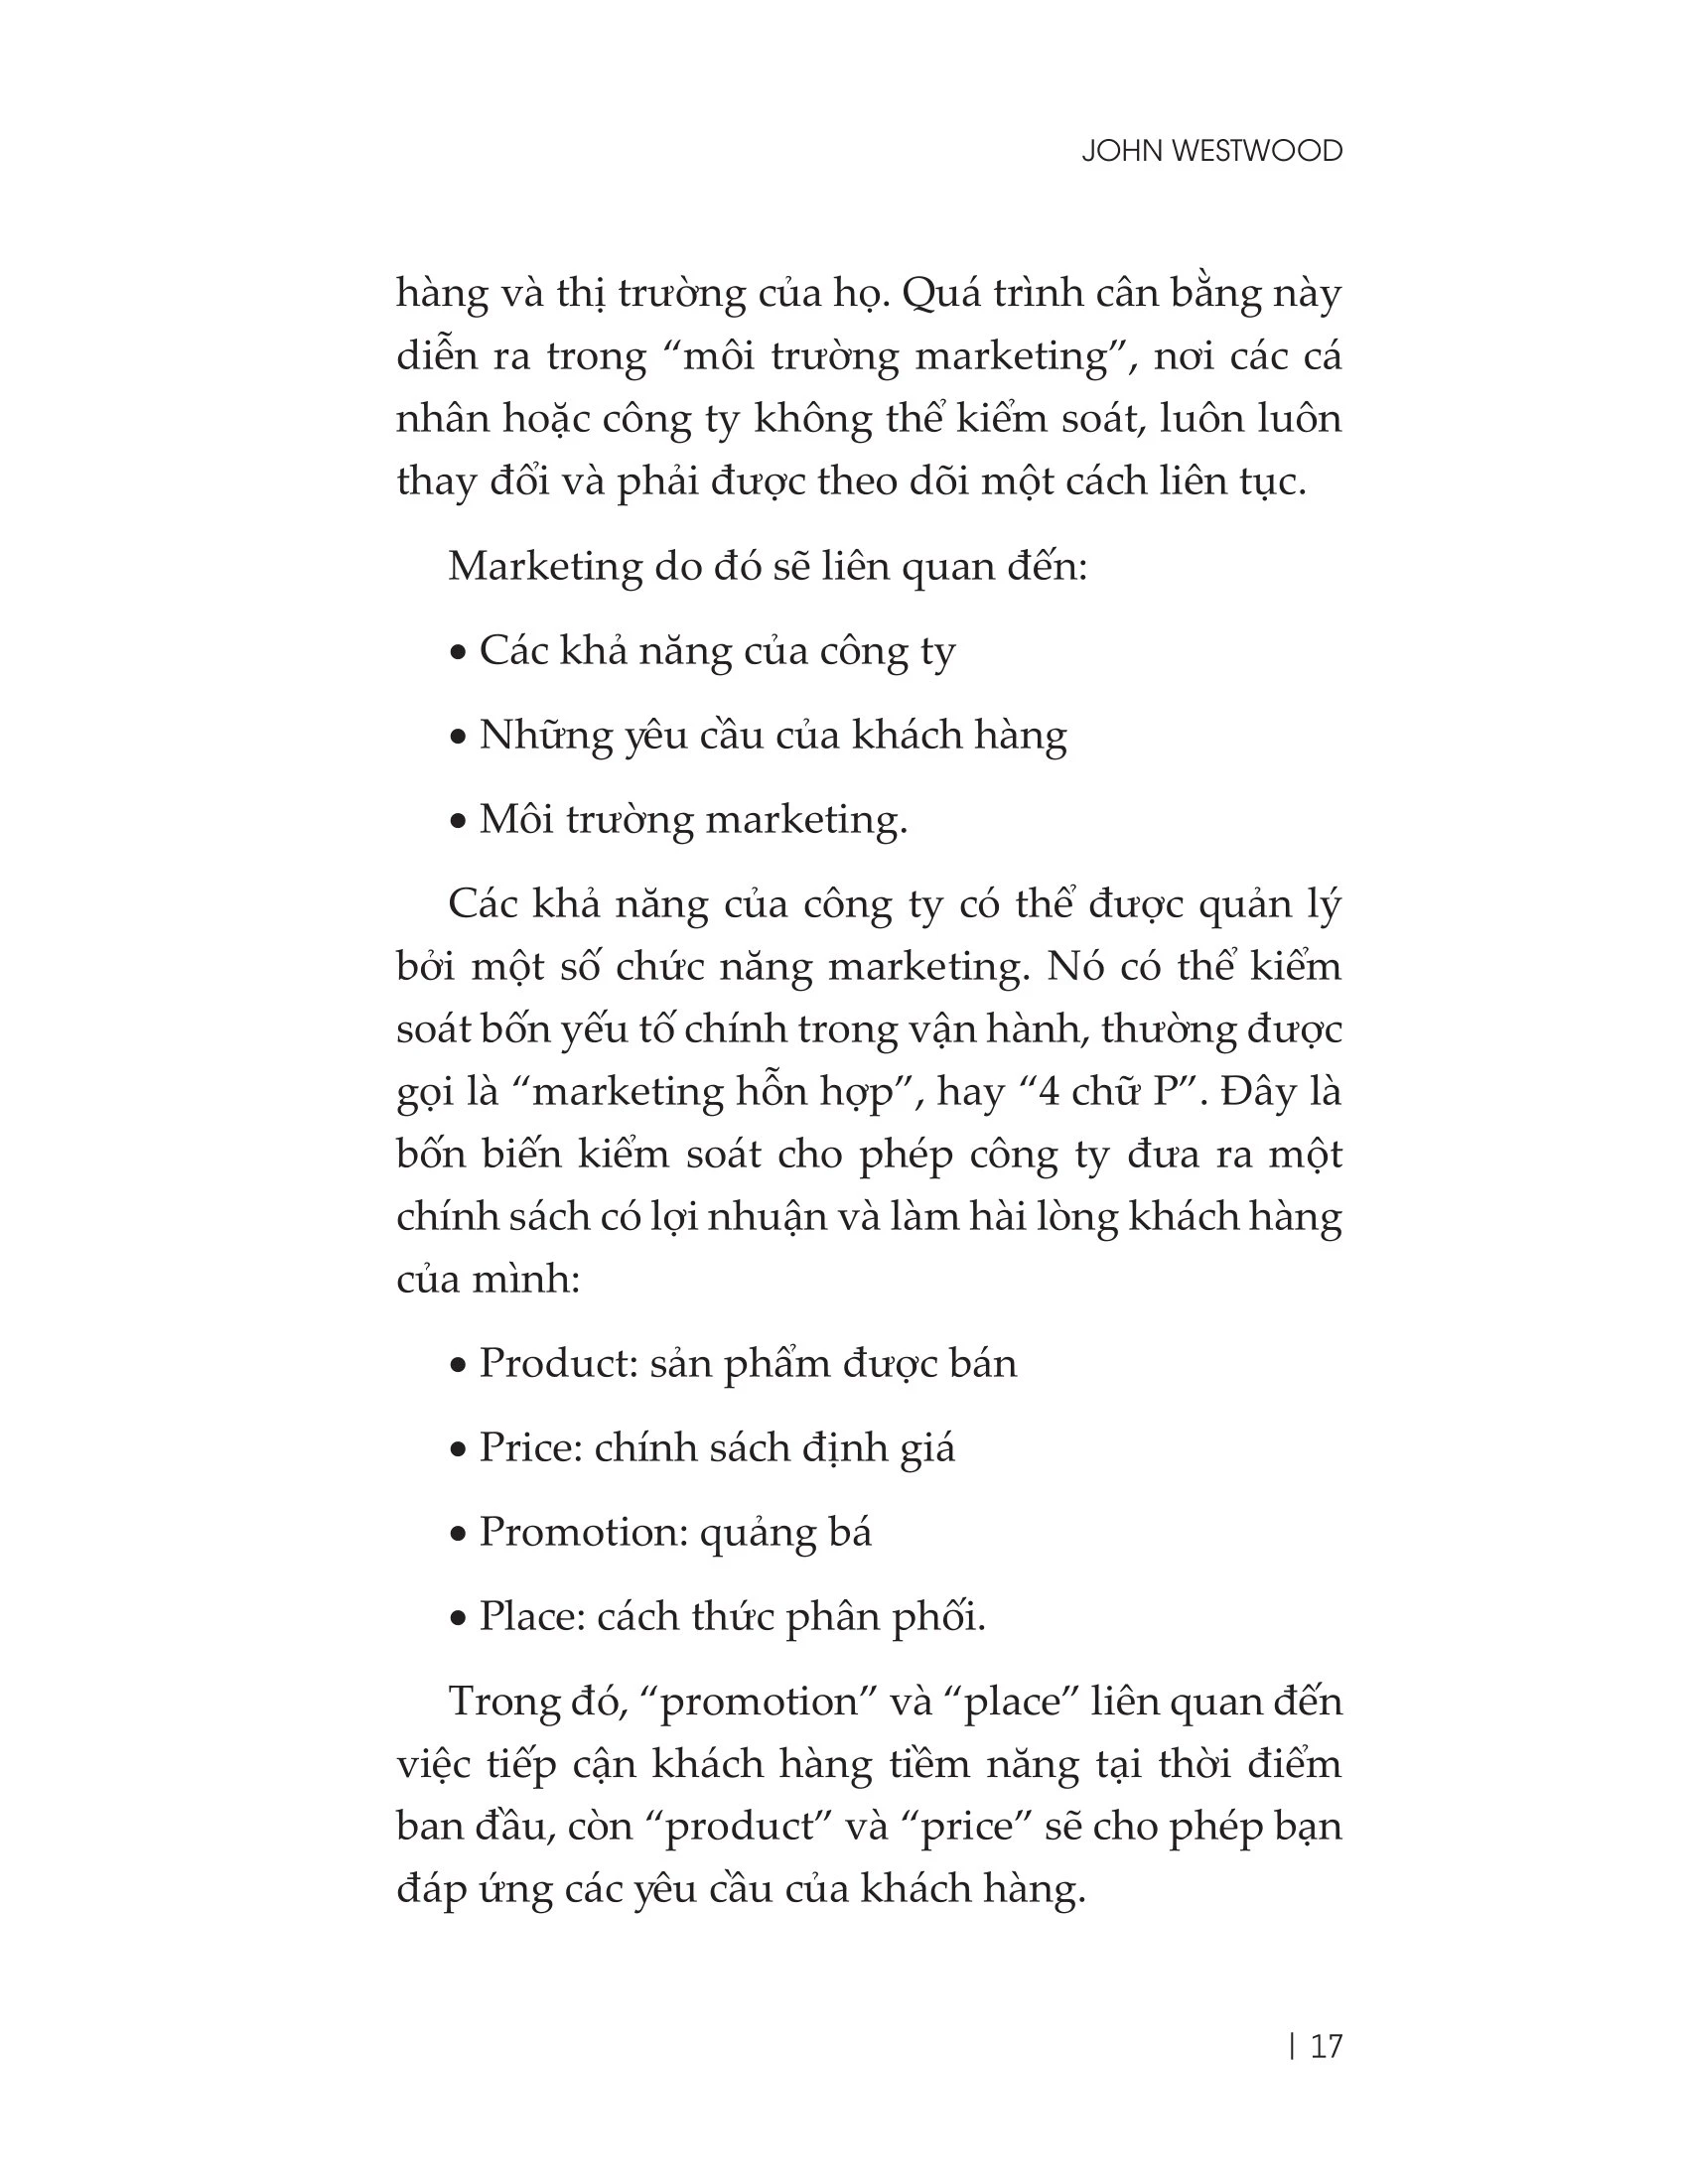 JOHN WESTWOOD
hàng và thị trường của họ. Quá trình cân bằng này
diễn ra trong “môi trường marketing”, nơi các cá
nhân hoặc công ty không thể kiểm soát, luôn luôn
thay đổi và phải được theo dõi một cách liên tục.
Marketing do đó sẽ liên quan đến:
• Các khả năng của công ty
• Những yêu cầu của khách hàng
• Môi trường marketing.
Các khả năng của công ty có thể được quản lý
bởi một số chức năng marketing. Nó có thể kiểm
soát bốn yếu tố chính trong vận hành, thường được
gọi là “marketing hỗn hợp”, hay “4 chữ P”. Đây là
bốn biến kiểm soát cho phép công ty đưa ra một
chính sách có lợi nhuận và làm hài lòng khách hàng
của mình:
• Product: sản phẩm được bán
• Price: chính sách định giá
• Promotion: quảng bá
• Place: cách thức phân phối.
Trong đó, “promotion” và “place” liên quan đến
việc tiếp cận khách hàng tiềm năng tại thời điểm
ban đầu, còn “product” và “price” sẽ cho phép bạn
đáp ứng các yêu cầu của khách hàng.
| 17